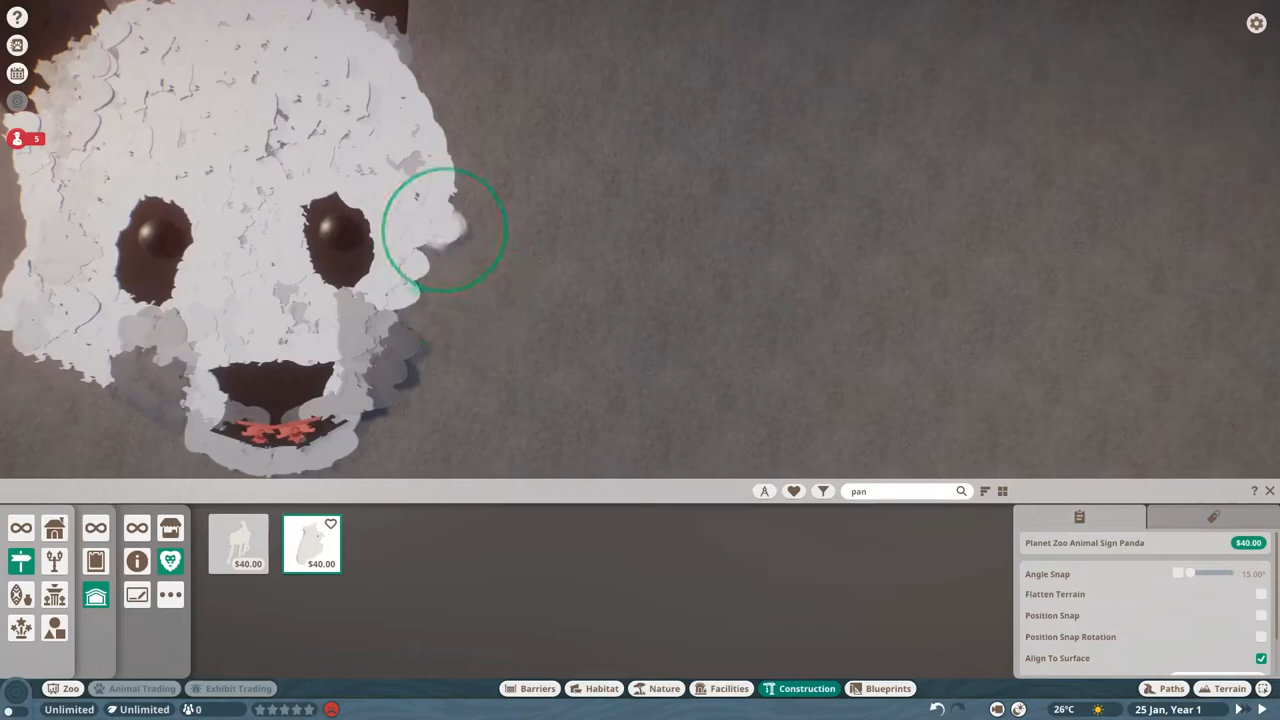 ?
5
pan
? ×
$40.00
$40.00
Planet Zoo Animal Sign Panda
$40.00
Angle Snap
15.00°
Flatten Terrain
Position Snap
Position Snap Rotation
Align To Surface
Zoo
Animal Trading
Exhibit Trading
Barriers
Habitat
Nature
Facilities
Construction
Blueprints
Paths
Terrain
Unlimited
Unlimited
0
26°C
25 Jan, Year 1